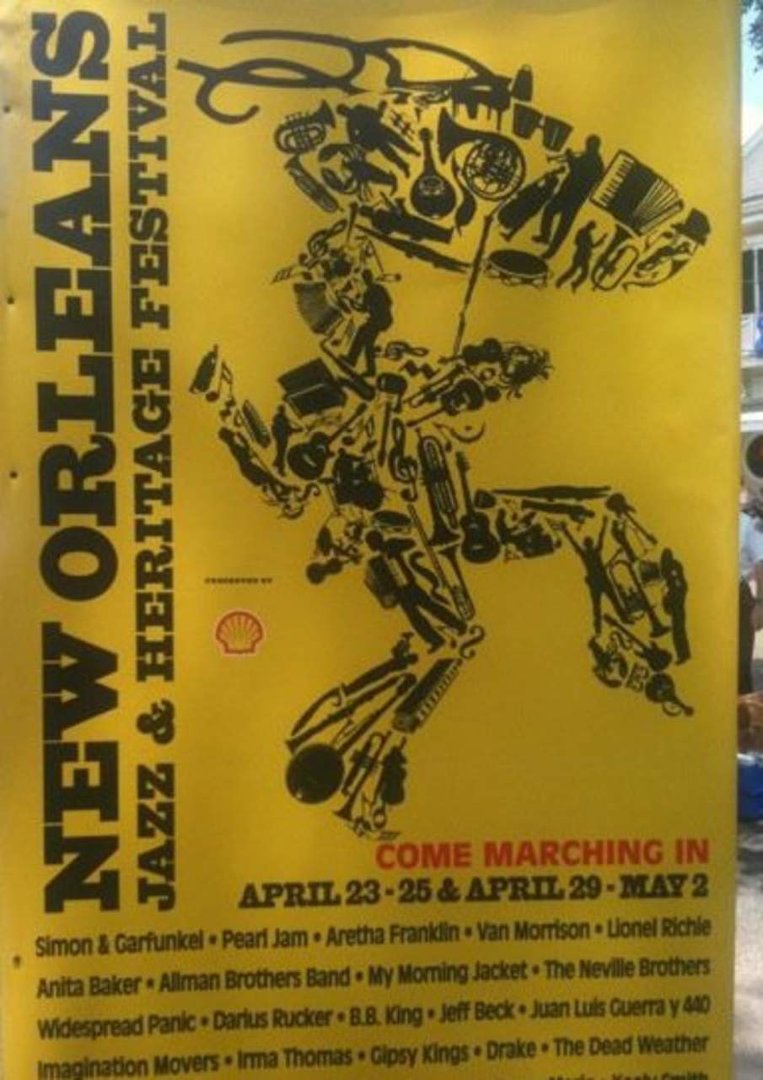 NEW ORLEANS
JAZZ & HERITAGE FESTIVAL
PRESENTED BY
COME MARCHING IN
APRIL 23 - 25 & APRIL 29 - MAY 2
Simon & Garfunkel • Pearl Jam • Aretha Franklin • Van Morrison • Lionel Richie
Anita Baker • Allman Brothers Band • My Morning Jacket • The Neville Brothers
Widespread Panic • Darius Rucker • B.B. King • Jeff Beck • Juan Luis Guerra y 440
Imagination Movers • Irma Thomas • Gipsy Kings • Drake • The Dead Weather